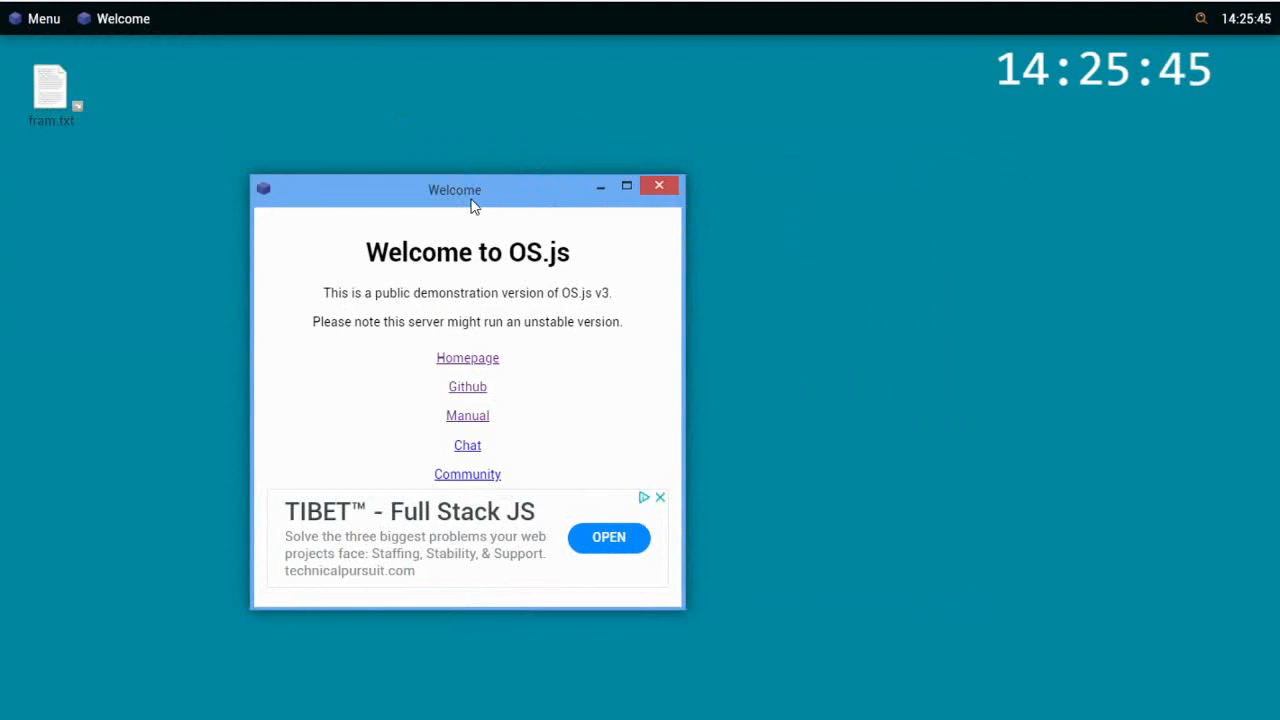 Menu Welcome 14:25:45
14:25:45
fram.txt
Welcome
Welcome to OS.js
This is a public demonstration version of OS.js v3.
Please note this server might run an unstable version.
Homepage
Github
Manual
Chat
Community
TIBET™ - Full Stack JS
Solve the three biggest problems your web
projects face: Staffing, Stability, & Support.
technicalpursuit.com
OPEN